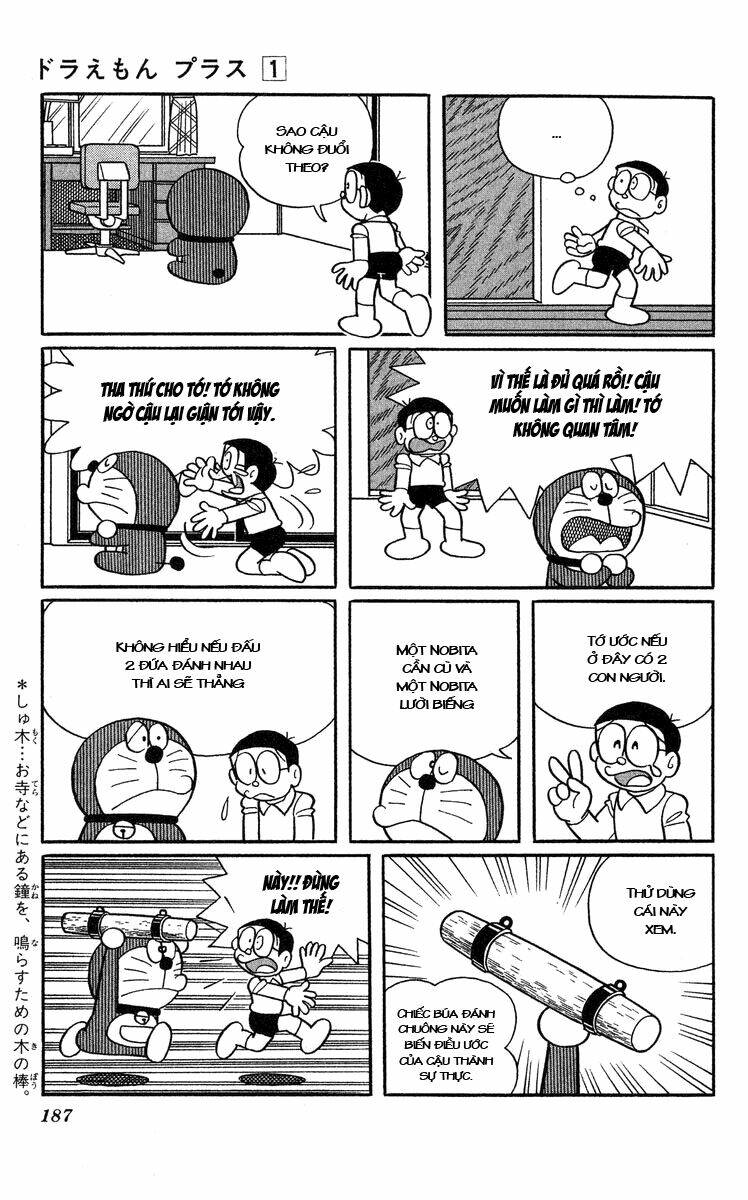 ドラえもん プラス 1
...
SAO CẬU
KHÔNG ĐUỔI
THEO?
VÌ THẾ LÀ ĐỦ QUÁ RỒI! CẬU
MUỐN LÀM GÌ THÌ LÀM! TỚ
KHÔNG QUAN TÂM!
THA THỨ CHO TỚ! TỚ KHÔNG
NGỜ CẬU LẠI GIẬN TỚI VẬY.
TỚ ƯỚC NẾU
Ở ĐÂY CÓ 2
CON NGƯỜI.
MỘT NOBITA
CẦN CÙ VÀ
MỘT NOBITA
LƯỜI BIẾNG
KHÔNG HIỂU NẾU ĐẤU
2 ĐỨA ĐÁNH NHAU
THÌ AI SẼ THẮNG
THỬ DÙNG
CÁI NÀY
XEM.
CHIẾC BÚA ĐÁNH
CHUÔNG NÀY SẼ
BIẾN ĐIỀU ƯỚC
CỦA CẬU THÀNH
SỰ THỰC.
NÀY!! ĐỪNG
LÀM THẾ!
＊しゅ木…お寺などにある鐘を、鳴らすための木の棒。
187